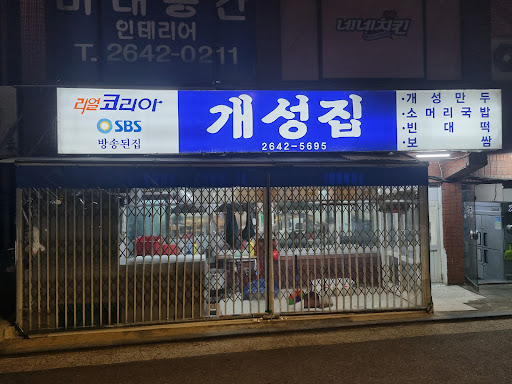 인테리어
T. 2642-0211
네네치킨
리얼코리아
SBS
방송된집
개성집
2642-5695
·개성만두
·소머리국밥
·빈대떡
·보쌈